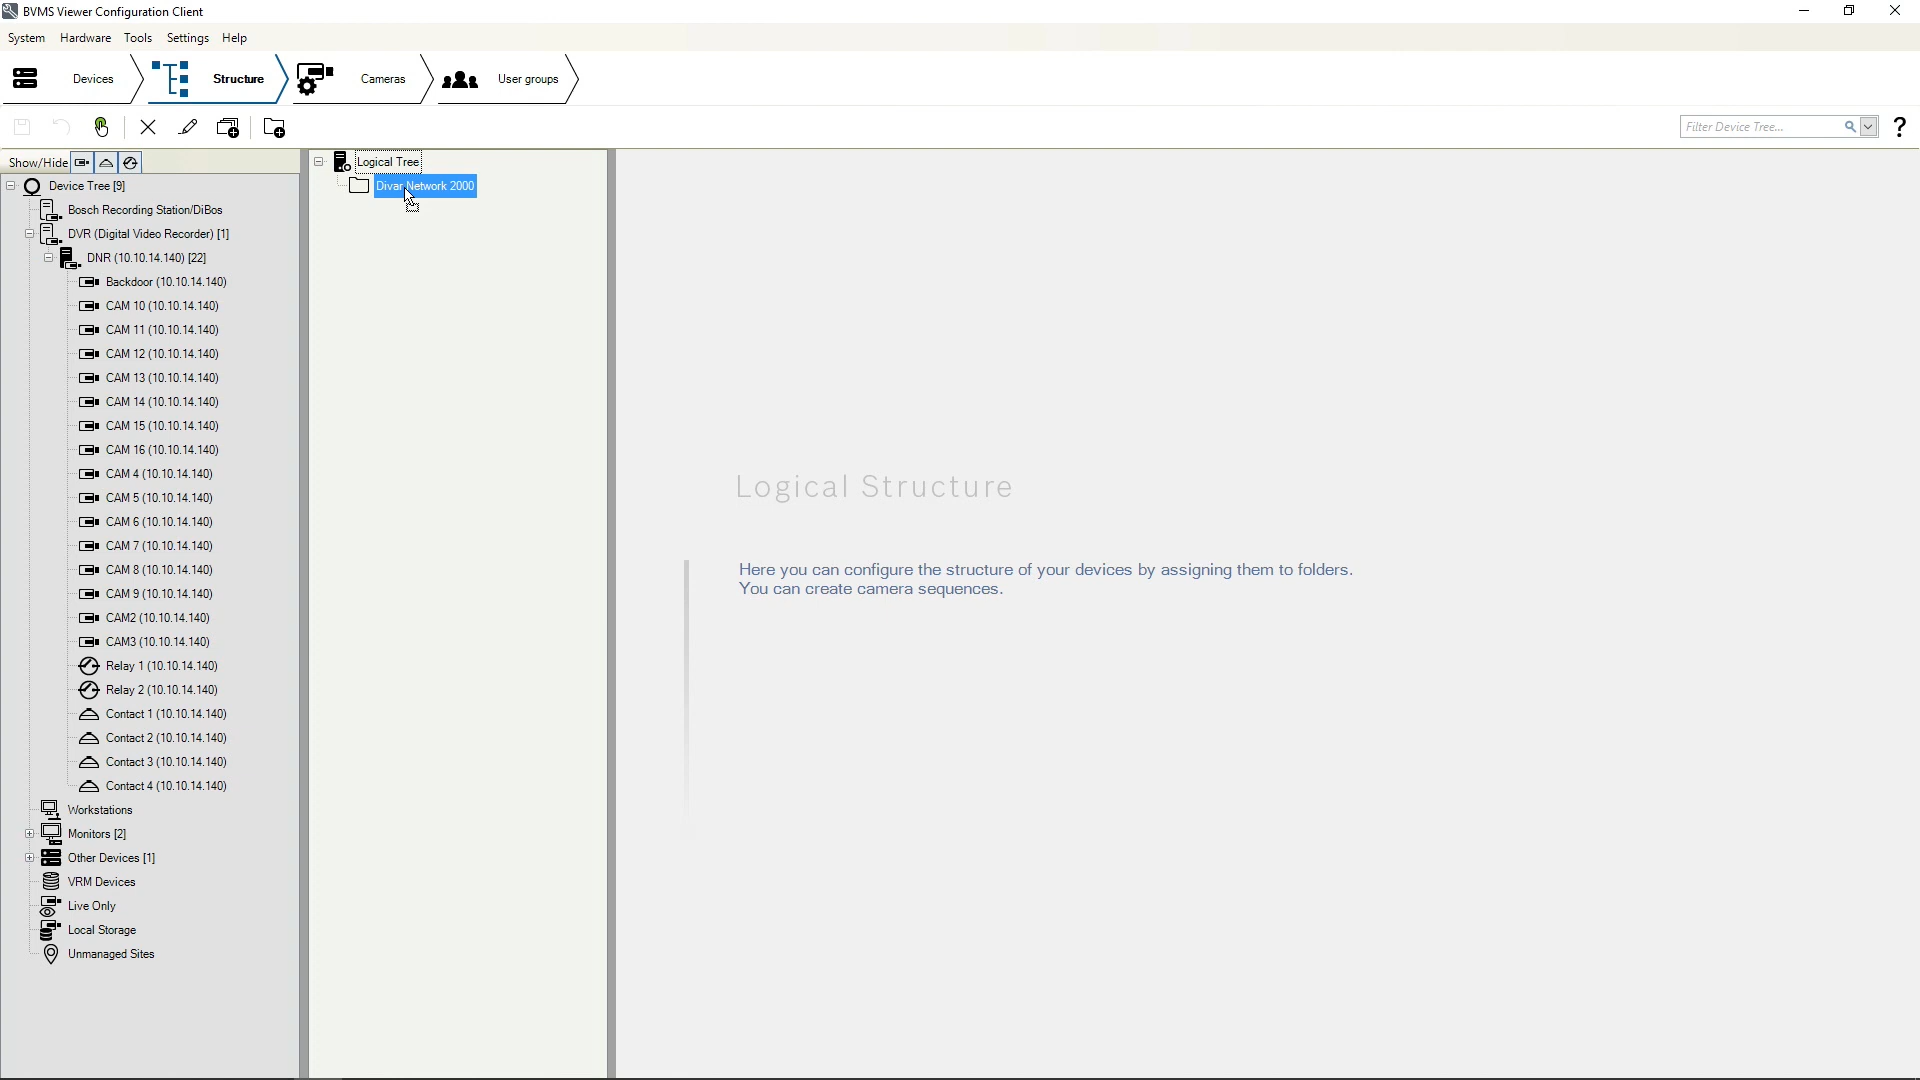 BVMS Viewer Configuration Client
System Hardware Tools Settings Help
Devices Structure Cameras User groups
Filter Device Tree... ?
Show/Hide
Device Tree [9]
Bosch Recording Station/DiBos
DVR (Digital Video Recorder) [1]
DNR (10.10.14.140) [22]
Backdoor (10.10.14.140)
CAM 10 (10.10.14.140)
CAM 11 (10.10.14.140)
CAM 12 (10.10.14.140)
CAM 13 (10.10.14.140)
CAM 14 (10.10.14.140)
CAM 15 (10.10.14.140)
CAM 16 (10.10.14.140)
CAM 4 (10.10.14.140)
CAM 5 (10.10.14.140)
CAM 6 (10.10.14.140)
CAM 7 (10.10.14.140)
CAM 8 (10.10.14.140)
CAM 9 (10.10.14.140)
CAM2 (10.10.14.140)
CAM3 (10.10.14.140)
Relay 1 (10.10.14.140)
Relay 2 (10.10.14.140)
Contact 1 (10.10.14.140)
Contact 2 (10.10.14.140)
Contact 3 (10.10.14.140)
Contact 4 (10.10.14.140)
Workstations
Monitors [2]
Other Devices [1]
VRM Devices
Live Only
Local Storage
Unmanaged Sites
Logical Tree
Divar Network 2000
Logical Structure
Here you can configure the structure of your devices by assigning them to folders.
You can create camera sequences.